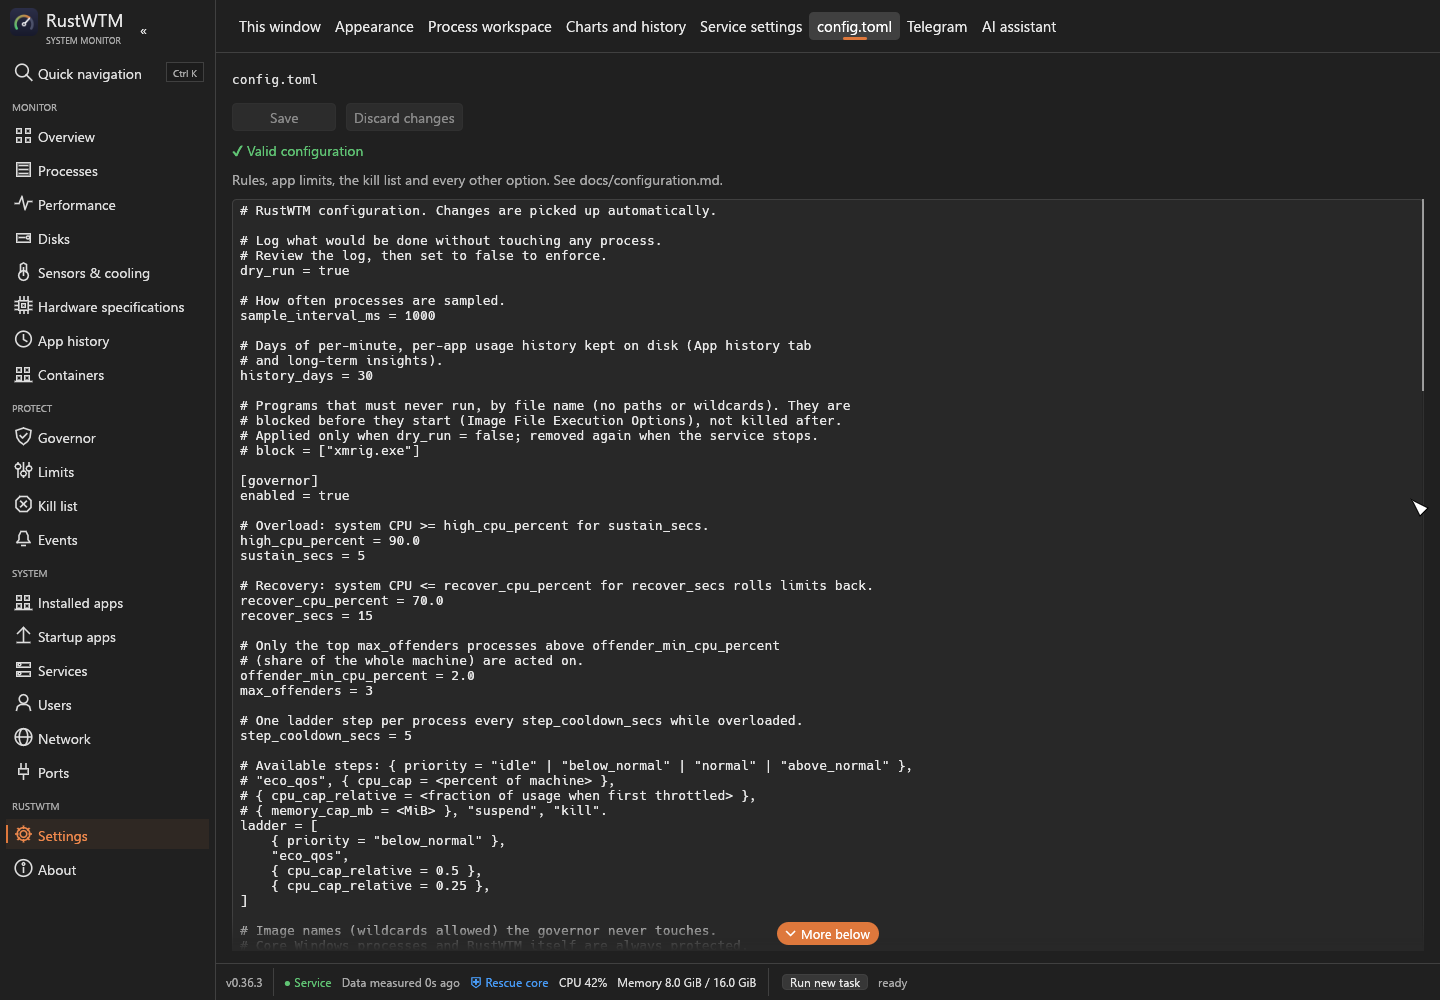 RustWTM
SYSTEM MONITOR
«
Quick navigation
Ctrl K
MONITOR
Overview
Processes
Performance
Disks
Sensors & cooling
Hardware specifications
App history
Containers
PROTECT
Governor
Limits
Kill list
Events
SYSTEM
Installed apps
Startup apps
Services
Users
Network
Ports
RUSTWTM
Settings
About
This window
Appearance
Process workspace
Charts and history
Service settings
config.toml
Telegram
AI assistant
config.toml
Save
Discard changes
✓ Valid configuration
Rules, app limits, the kill list and every other option. See docs/configuration.md.
# RustWTM configuration. Changes are picked up automatically.
# Log what would be done without touching any process.
# Review the log, then set to false to enforce.
dry_run = true
# How often processes are sampled.
sample_interval_ms = 1000
# Days of per-minute, per-app usage history kept on disk (App history tab
# and long-term insights).
history_days = 30
# Programs that must never run, by file name (no paths or wildcards). They are
# blocked before they start (Image File Execution Options), not killed after.
# Applied only when dry_run = false; removed again when the service stops.
# block = ["xmrig.exe"]
[governor]
enabled = true
# Overload: system CPU >= high_cpu_percent for sustain_secs.
high_cpu_percent = 90.0
sustain_secs = 5
# Recovery: system CPU <= recover_cpu_percent for recover_secs rolls limits back.
recover_cpu_percent = 70.0
recover_secs = 15
# Only the top max_offenders processes above offender_min_cpu_percent
# (share of the whole machine) are acted on.
offender_min_cpu_percent = 2.0
max_offenders = 3
# One ladder step per process every step_cooldown_secs while overloaded.
step_cooldown_secs = 5
# Available steps: { priority = "idle" | "below_normal" | "normal" | "above_normal" },
# "eco_qos", { cpu_cap = <percent of machine> },
# { cpu_cap_relative = <fraction of usage when first throttled> },
# { memory_cap_mb = <MiB> }, "suspend", "kill".
ladder = [
{ priority = "below_normal" },
"eco_qos",
{ cpu_cap_relative = 0.5 },
{ cpu_cap_relative = 0.25 },
]
# Image names (wildcards allowed) the governor never touches.
# Core Windows processes and RustWTM itself are always protected.
More below
v0.36.3
Service
Data measured 0s ago
Rescue core
CPU 42%
Memory 8.0 GiB / 16.0 GiB
Run new task
ready